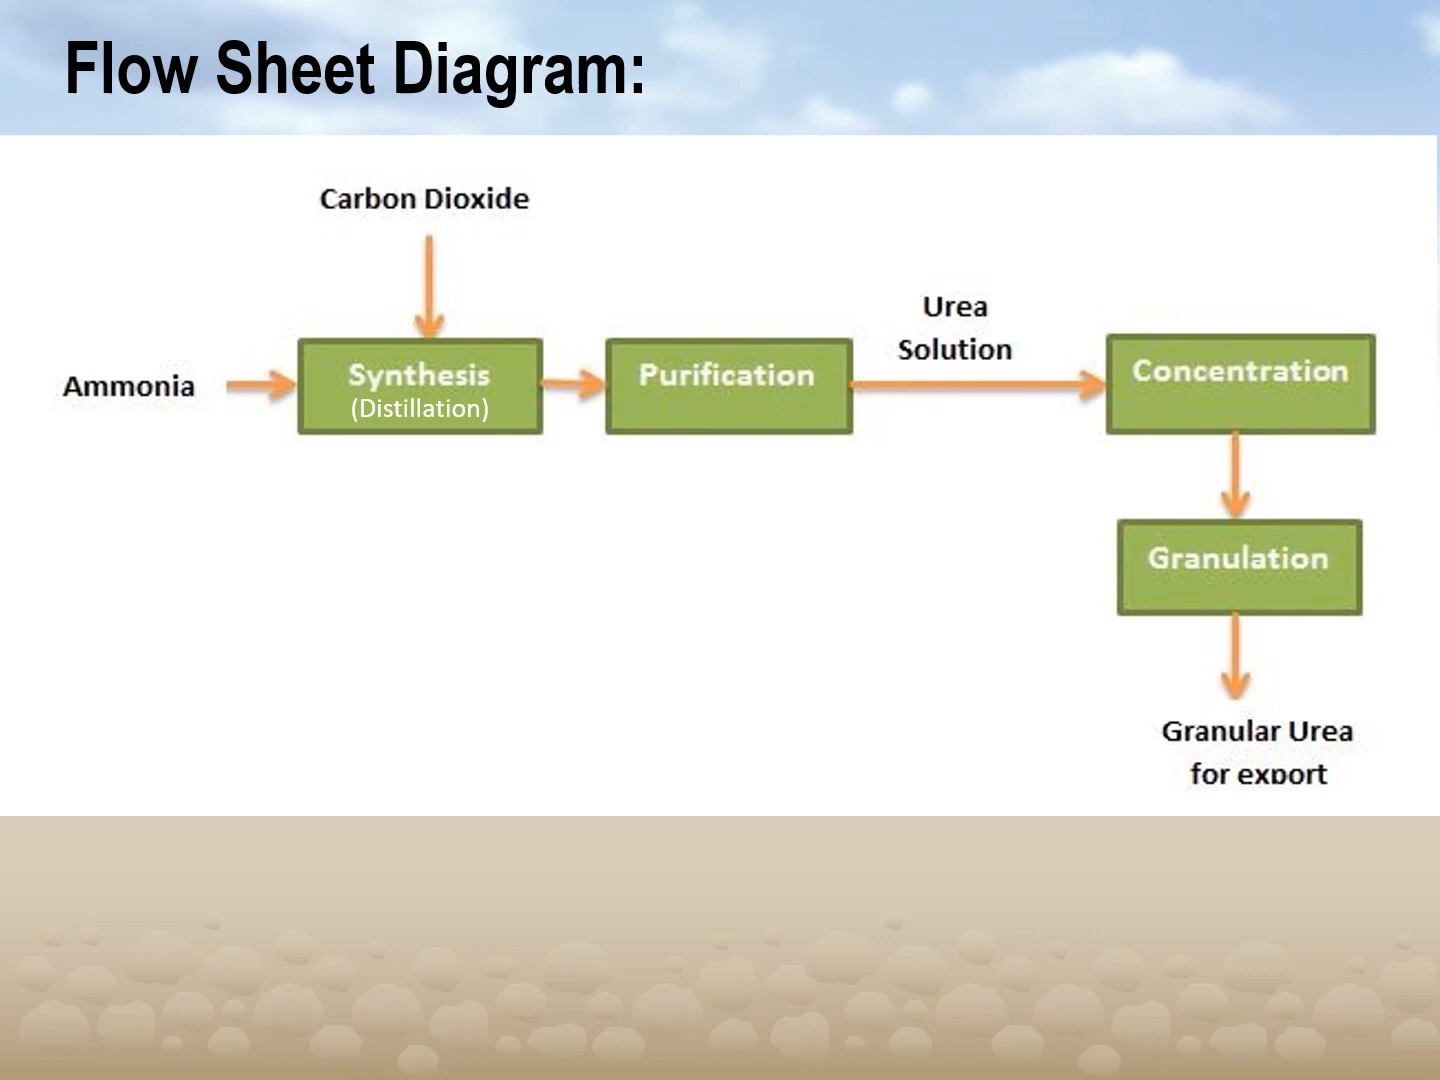 Flow Sheet Diagram:
Carbon Dioxide
Urea
Solution
Ammonia
Synthesis
(Distillation)
Purification
Concentration
Granulation
Granular Urea
for export